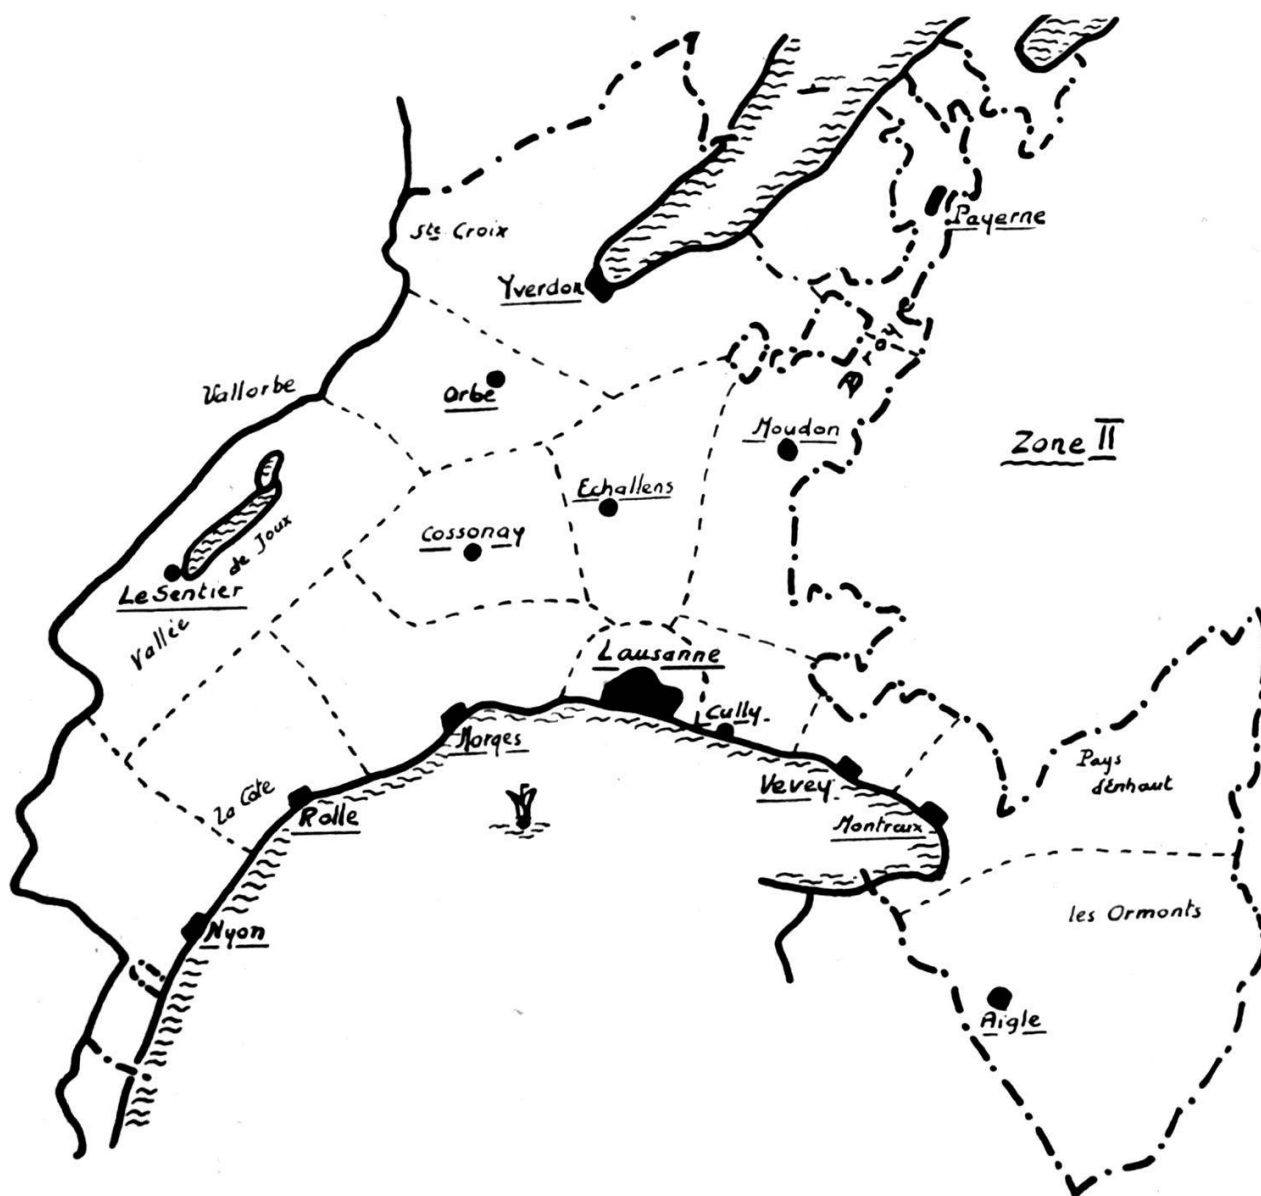 Ste Croix
Payerne
Yverdon
Vallorbe
Orbe
Broye
Moudon
Zone II
Echallens
Cossonay
Vallée de Joux
Le Sentier
Lausanne
Cully
Morges
Pays
d'Enhaut
Vevey
La Côte
Rolle
Montreux
les Ormonts
Nyon
Aigle